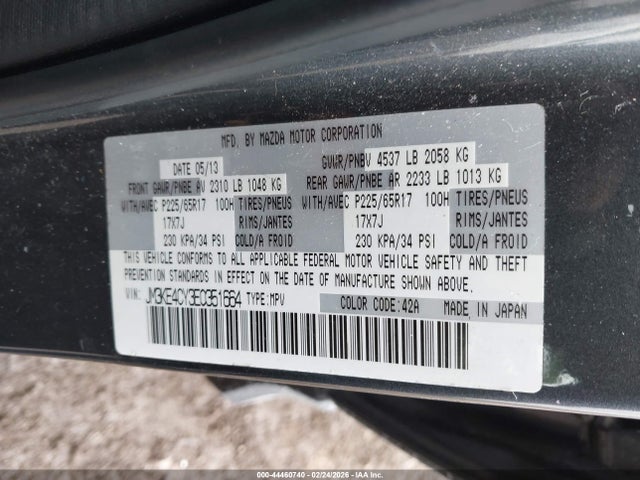 MFD. BY MAZDA MOTOR CORPORATION
DATE 05/13 GVWR/PNBV 4537 LB 2058 KG
FRONT GAWR/PNBE AV 2310 LB 1048 KG REAR GAWR/PNBE AR 2233 LB 1013 KG
WITH/AVEC P225/65R17 100H TIRES/PNEUS WITH/AVEC P225/65R17 100H TIRES/PNEUS
17X7J RIMS/JANTES 17X7J RIMS/JANTES
230 KPA/34 PSI COLD/A FROID 230 KPA/34 PSI COLD/A FROID
THIS VEHICLE CONFORMS TO ALL APPLICABLE FEDERAL MOTOR VEHICLE SAFETY AND THEFT
PREVENTION STANDARDS IN EFFECT ON THE DATE OF MANUFACTURE SHOWN ABOVE.
VIN: JM3KE4CY3E0351664 TYPE:MPV COLOR CODE:42A MADE IN JAPAN
000-44460740 - 02/24/2026 - IAA Inc.